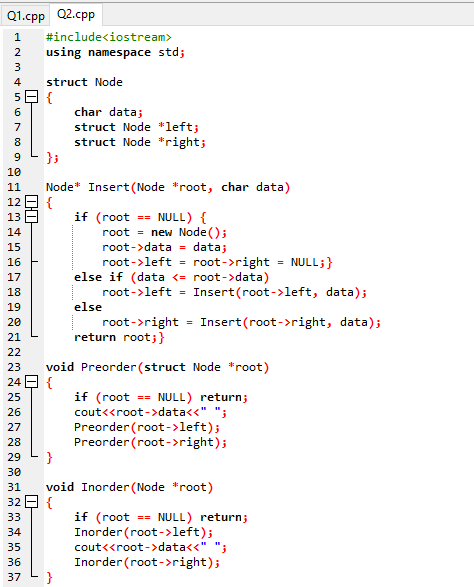 Q1.cpp Q2.cpp
1 #include<iostream>
2 using namespace std;
3
4 struct Node
5 {
6 char data;
7 struct Node *left;
8 struct Node *right;
9 };
10
11 Node* Insert(Node *root, char data)
12 {
13 if (root == NULL) {
14 root = new Node();
15 root->data = data;
16 root->left = root->right = NULL;}
17 else if (data <= root->data)
18 root->left = Insert(root->left, data);
19 else
20 root->right = Insert(root->right, data);
21 return root;}
22
23 void Preorder(struct Node *root)
24 {
25 if (root == NULL) return;
26 cout<<root->data<<" ";
27 Preorder(root->left);
28 Preorder(root->right);
29 }
30
31 void Inorder(Node *root)
32 {
33 if (root == NULL) return;
34 Inorder(root->left);
35 cout<<root->data<<" ";
36 Inorder(root->right);
37 }